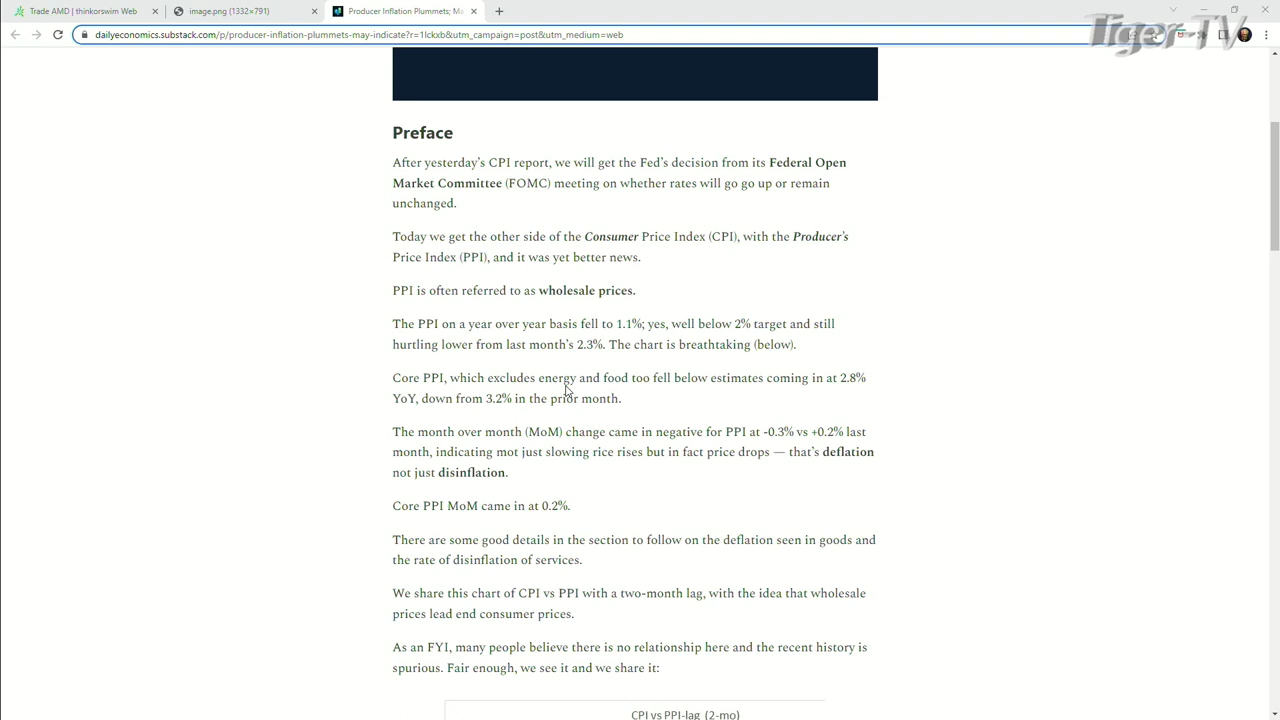 Trade AMD | thinkorswim Web
image.png (1332×791)
Producer Inflation Plummets; Ma
dailyeconomics.substack.com/p/producer-inflation-plummets-may-indicate?r=1lckxb&utm_campaign=post&utm_medium=web
Tiger-TV
Preface
After yesterday's CPI report, we will get the Fed's decision from its Federal Open
Market Committee (FOMC) meeting on whether rates will go go up or remain
unchanged.
Today we get the other side of the Consumer Price Index (CPI), with the Producer's
Price Index (PPI), and it was yet better news.
PPI is often referred to as wholesale prices.
The PPI on a year over year basis fell to 1.1%; yes, well below 2% target and still
hurtling lower from last month's 2.3%. The chart is breathtaking (below).
Core PPI, which excludes energy and food too fell below estimates coming in at 2.8%
YoY, down from 3.2% in the prior month.
The month over month (MoM) change came in negative for PPI at -0.3% vs +0.2% last
month, indicating mot just slowing rice rises but in fact price drops — that's deflation
not just disinflation.
Core PPI MoM came in at 0.2%.
There are some good details in the section to follow on the deflation seen in goods and
the rate of disinflation of services.
We share this chart of CPI vs PPI with a two-month lag, with the idea that wholesale
prices lead end consumer prices.
As an FYI, many people believe there is no relationship here and the recent history is
spurious. Fair enough, we see it and we share it:
CPI vs PPI-lag (2-mo)